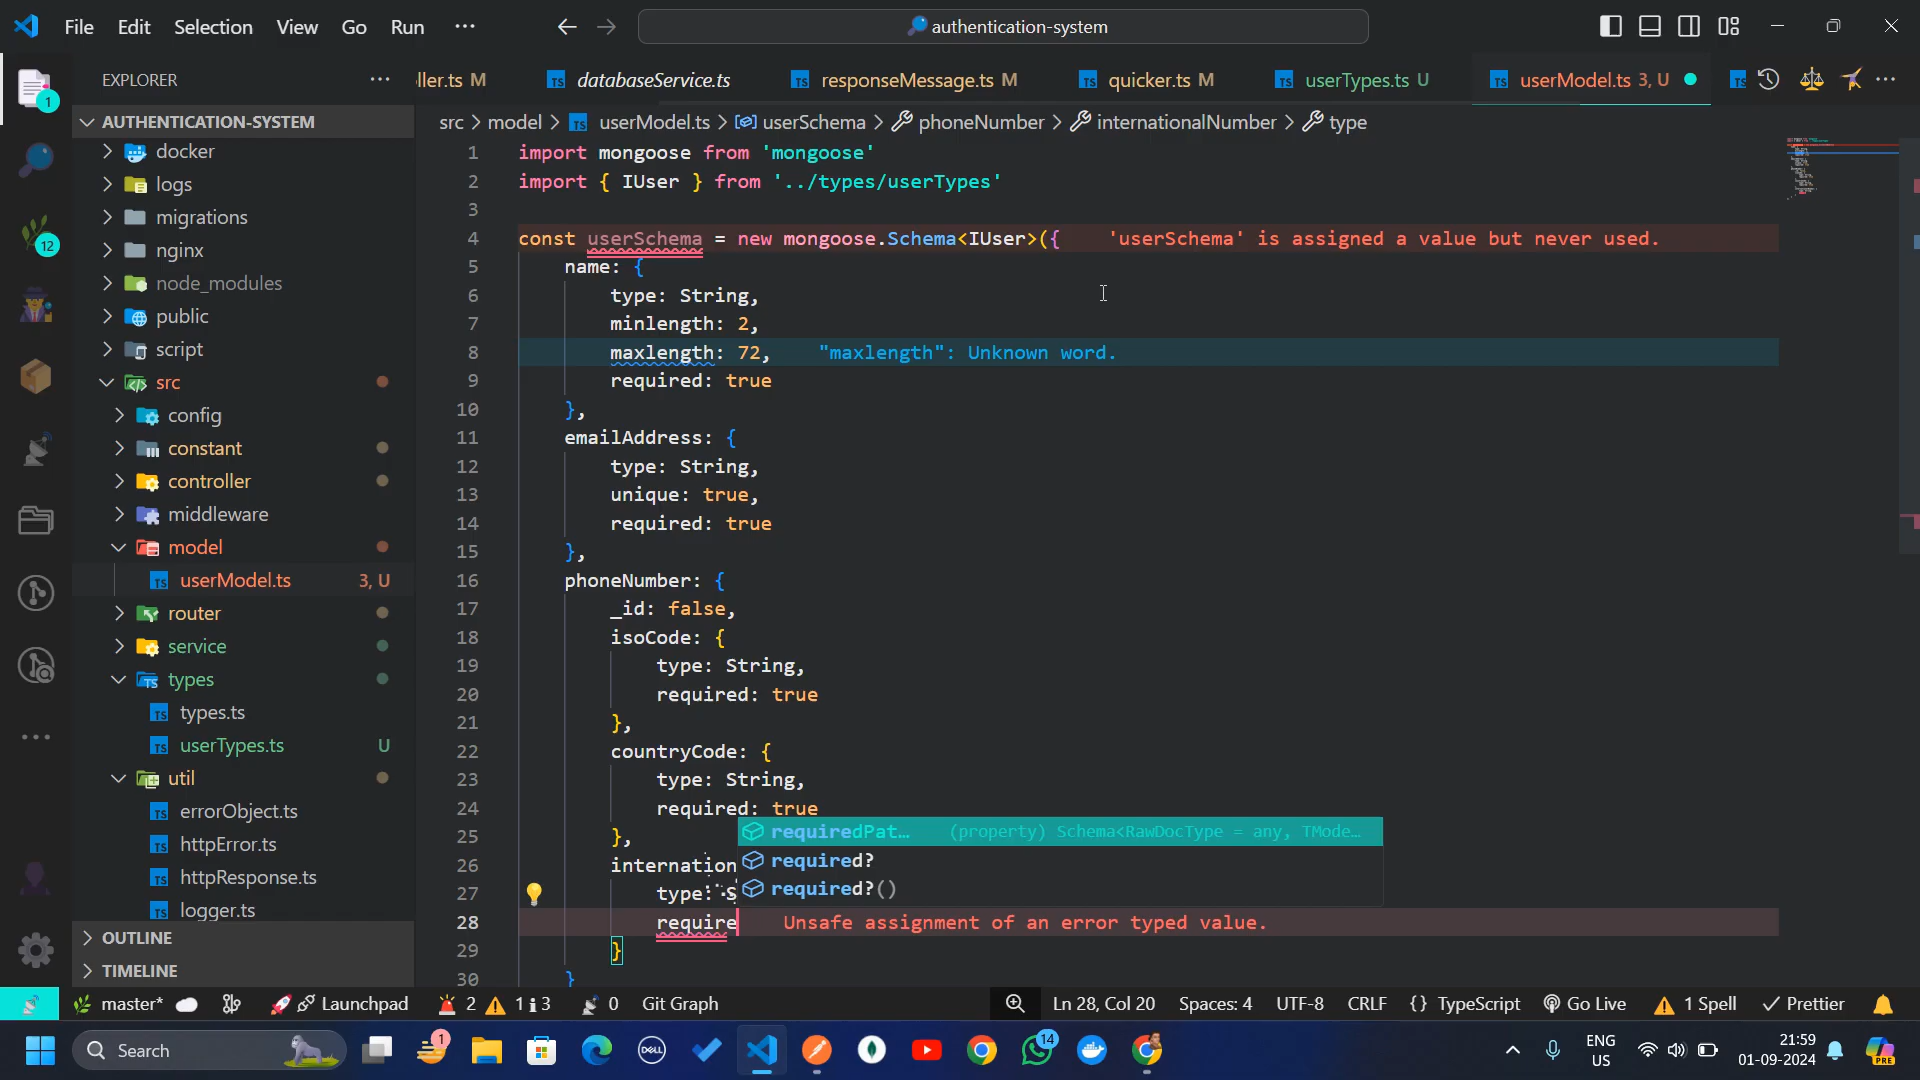 File Edit Selection View Go Run
authentication-system
EXPLORER
ller.ts M
databaseService.ts
responseMessage.ts M
quicker.ts M
userTypes.ts U
userModel.ts 3, U
AUTHENTICATION-SYSTEM
src > model > userModel.ts > userSchema > phoneNumber > internationalNumber > type
docker
logs
migrations
nginx
node_modules
public
script
src
config
constant
controller
middleware
model
userModel.ts 3, U
router
service
types
types.ts
userTypes.ts U
util
errorObject.ts
httpError.ts
httpResponse.ts
logger.ts
OUTLINE
TIMELINE
1
12
1 import mongoose from 'mongoose'
2 import { IUser } from '../types/userTypes'
3
4 const userSchema = new mongoose.Schema<IUser>({ 'userSchema' is assigned a value but never used.
5 name: {
6 type: String,
7 minlength: 2,
8 maxlength: 72, "maxlength": Unknown word.
9 required: true
10 },
11 emailAddress: {
12 type: String,
13 unique: true,
14 required: true
15 },
16 phoneNumber: {
17 _id: false,
18 isoCode: {
19 type: String,
20 required: true
21 },
22 countryCode: {
23 type: String,
24 required: true
25 },
26 internation
27 type: S
28 require Unsafe assignment of an error typed value.
29 }
30 }
requiredPat… (property) Schema<RawDocType = any, TMode…
required?
required?()
master* Launchpad 2 1 3 0 Git Graph Ln 28, Col 20 Spaces: 4 UTF-8 CRLF {} TypeScript Go Live 1 Spell Prettier
Search
1
DELL
14
ENG
US
21:59
01-09-2024
PRE